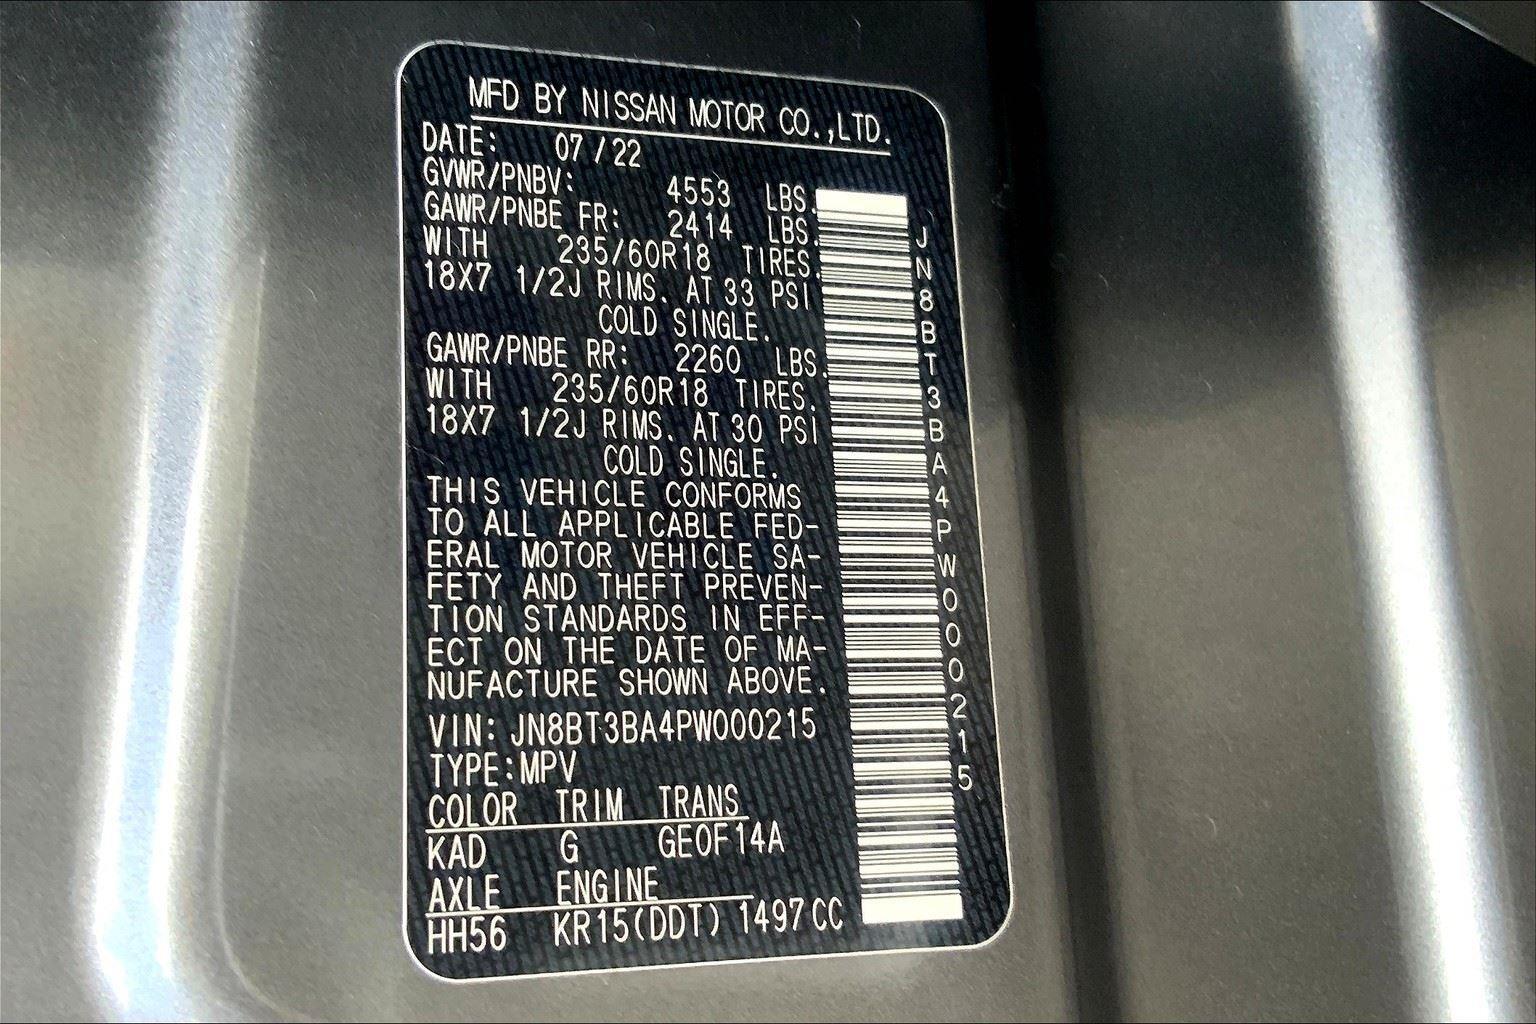 MFD BY NISSAN MOTOR CO.,LTD.
DATE: 07/22
GVWR/PNBV: 4553 LBS.
GAWR/PNBE FR: 2414 LBS.
WITH 235/60R18 TIRES.
18X7 1/2J RIMS. AT 33 PSI
COLD SINGLE.
GAWR/PNBE RR: 2260 LBS.
WITH 235/60R18 TIRES.
18X7 1/2J RIMS. AT 30 PSI
COLD SINGLE.
THIS VEHICLE CONFORMS
TO ALL APPLICABLE FED-
ERAL MOTOR VEHICLE SA-
FETY AND THEFT PREVEN-
TION STANDARDS IN EFF-
ECT ON THE DATE OF MA-
NUFACTURE SHOWN ABOVE.
VIN: JN8BT3BA4PW000215
TYPE:MPV
COLOR TRIM TRANS
KAD G GE0F14A
AXLE ENGINE
HH56 KR15(DDT) 1497CC
JN8BT3BA4PW000215